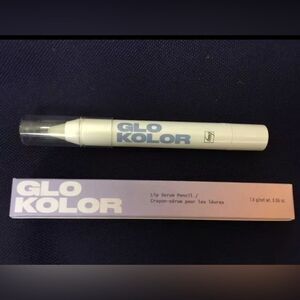 GLO
KOLOR
GLO
KOLOR
Lip Serum Pencil /
Crayon-sérum pour les lèvres